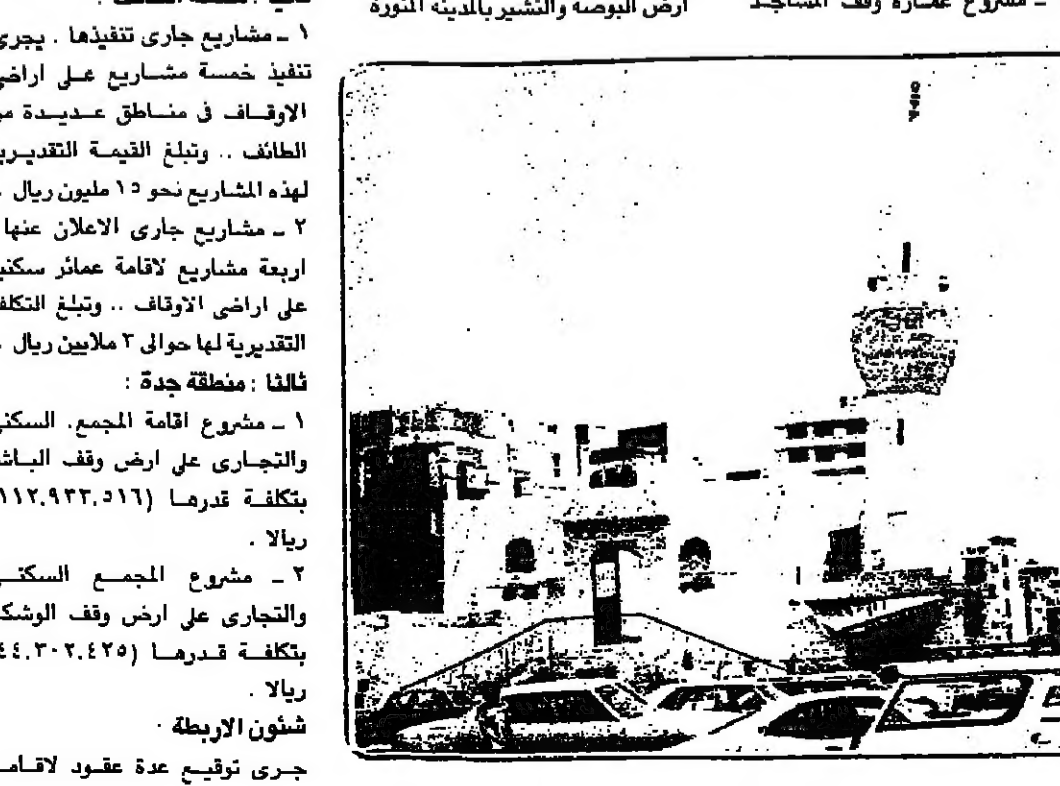 ـ مشروع عمارة وقف المساجد
ارض البوصة والنشير بالمدينة المنورة
١ ـ مشاريع جارى تنفيذها . يجرى
تنفيذ خمسة مشاريع على اراضى
الاوقاف فى مناطق عديدة من
الطائف .. وتبلغ القيمة التقديرية
لهذه المشاريع نحو ١٥ مليون ريال .
٢ ـ مشاريع جارى الاعلان عنها
اربعة مشاريع لاقامة عمائر سكنية
على اراضى الاوقاف .. وتبلغ التكلفة
التقديرية لها حوالى ٣ ملايين ريال .
ثالثا : منطقة جدة :
١ ـ مشروع اقامة المجمع. السكنى
والتجارى على ارض وقف الباشا
بتكلفة قدرها (١١٢.٩٣٣.٥١٦
ريالا .
٢ ـ مشروع المجمع السكنى
والتجارى على ارض وقف
بتكلفة قدرها (٤٤.٣٠٢.٤٢٥
ريالا .
شئون الاربطة .
جرى توقيع عدة عقود لاقامة